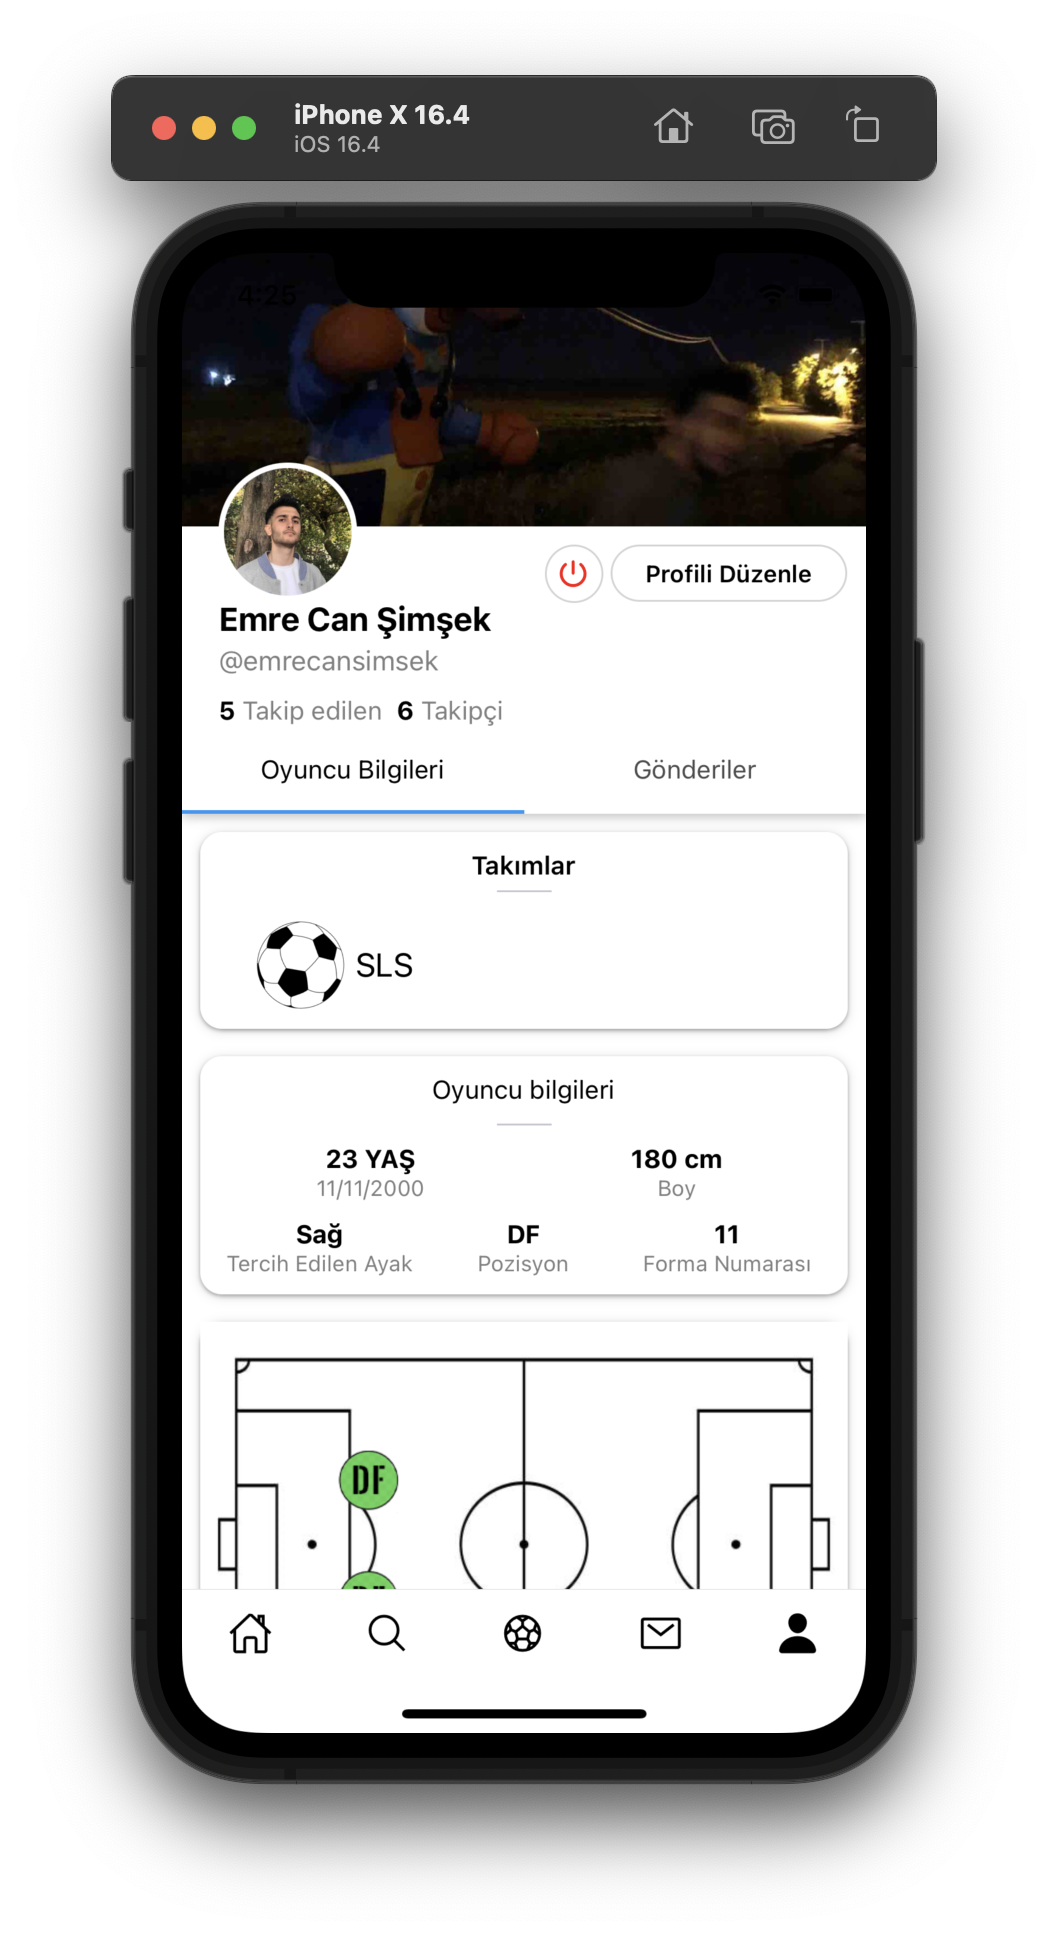 iPhone X 16.4
iOS 16.4
4:25
Profili Düzenle
Emre Can Şimşek
@emrecansimsek
5 Takip edilen 6 Takipçi
Oyuncu Bilgileri Gönderiler
Takımlar
SLS
Oyuncu bilgileri
23 YAŞ 180 cm
11/11/2000 Boy
Sağ DF 11
Tercih Edilen Ayak Pozisyon Forma Numarası
DF